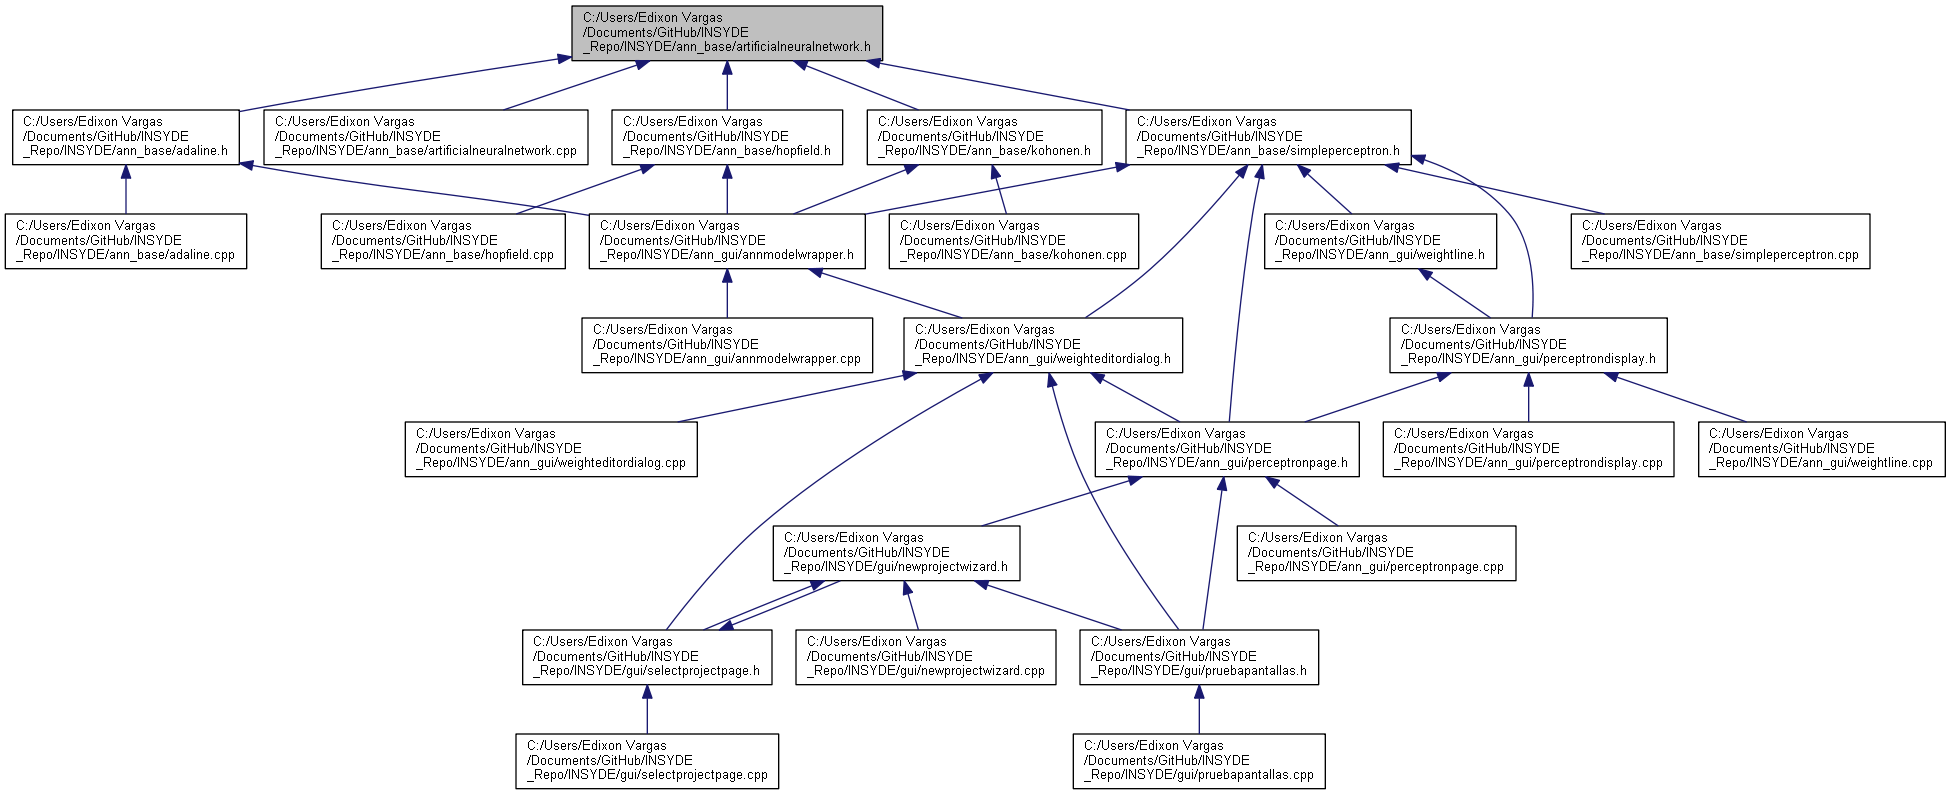 C:/Users/Edixon Vargas
/Documents/GitHub/INSYDE
_Repo/INSYDE/ann_base/artificialneuralnetwork.h
C:/Users/Edixon Vargas
/Documents/GitHub/INSYDE
_Repo/INSYDE/ann_base/adaline.h
C:/Users/Edixon Vargas
/Documents/GitHub/INSYDE
_Repo/INSYDE/ann_base/artificialneuralnetwork.cpp
C:/Users/Edixon Vargas
/Documents/GitHub/INSYDE
_Repo/INSYDE/ann_base/hopfield.h
C:/Users/Edixon Vargas
/Documents/GitHub/INSYDE
_Repo/INSYDE/ann_base/kohonen.h
C:/Users/Edixon Vargas
/Documents/GitHub/INSYDE
_Repo/INSYDE/ann_base/simpleperceptron.h
C:/Users/Edixon Vargas
/Documents/GitHub/INSYDE
_Repo/INSYDE/ann_base/adaline.cpp
C:/Users/Edixon Vargas
/Documents/GitHub/INSYDE
_Repo/INSYDE/ann_base/hopfield.cpp
C:/Users/Edixon Vargas
/Documents/GitHub/INSYDE
_Repo/INSYDE/ann_gui/annmodelwrapper.h
C:/Users/Edixon Vargas
/Documents/GitHub/INSYDE
_Repo/INSYDE/ann_base/kohonen.cpp
C:/Users/Edixon Vargas
/Documents/GitHub/INSYDE
_Repo/INSYDE/ann_gui/weightline.h
C:/Users/Edixon Vargas
/Documents/GitHub/INSYDE
_Repo/INSYDE/ann_base/simpleperceptron.cpp
C:/Users/Edixon Vargas
/Documents/GitHub/INSYDE
_Repo/INSYDE/ann_gui/annmodelwrapper.cpp
C:/Users/Edixon Vargas
/Documents/GitHub/INSYDE
_Repo/INSYDE/ann_gui/weighteditordialog.h
C:/Users/Edixon Vargas
/Documents/GitHub/INSYDE
_Repo/INSYDE/ann_gui/perceptrondisplay.h
C:/Users/Edixon Vargas
/Documents/GitHub/INSYDE
_Repo/INSYDE/ann_gui/weighteditordialog.cpp
C:/Users/Edixon Vargas
/Documents/GitHub/INSYDE
_Repo/INSYDE/ann_gui/perceptronpage.h
C:/Users/Edixon Vargas
/Documents/GitHub/INSYDE
_Repo/INSYDE/ann_gui/perceptrondisplay.cpp
C:/Users/Edixon Vargas
/Documents/GitHub/INSYDE
_Repo/INSYDE/ann_gui/weightline.cpp
C:/Users/Edixon Vargas
/Documents/GitHub/INSYDE
_Repo/INSYDE/gui/newprojectwizard.h
C:/Users/Edixon Vargas
/Documents/GitHub/INSYDE
_Repo/INSYDE/ann_gui/perceptronpage.cpp
C:/Users/Edixon Vargas
/Documents/GitHub/INSYDE
_Repo/INSYDE/gui/selectprojectpage.h
C:/Users/Edixon Vargas
/Documents/GitHub/INSYDE
_Repo/INSYDE/gui/newprojectwizard.cpp
C:/Users/Edixon Vargas
/Documents/GitHub/INSYDE
_Repo/INSYDE/gui/pruebapantallas.h
C:/Users/Edixon Vargas
/Documents/GitHub/INSYDE
_Repo/INSYDE/gui/selectprojectpage.cpp
C:/Users/Edixon Vargas
/Documents/GitHub/INSYDE
_Repo/INSYDE/gui/pruebapantallas.cpp